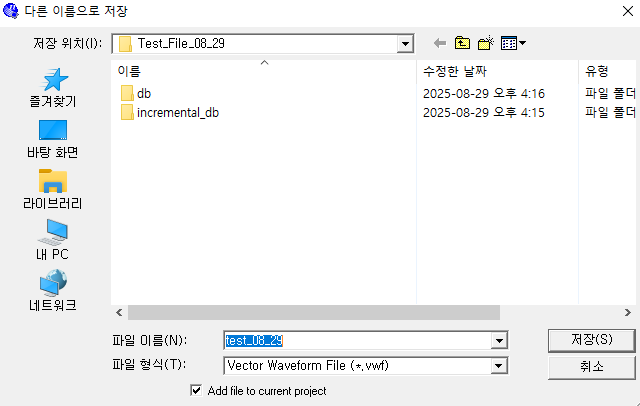 다른 이름으로 저장
저장 위치(I): Test_File_08_29
이름 수정한 날짜 유형
db 2025-08-29 오후 4:16 파일 폴더
incremental_db 2025-08-29 오후 4:15 파일 폴더
즐겨찾기
바탕 화면
라이브러리
내 PC
네트워크
파일 이름(N): test_08_29 저장(S)
파일 형식(T): Vector Waveform File (*.vwf) 취소
Add file to current project